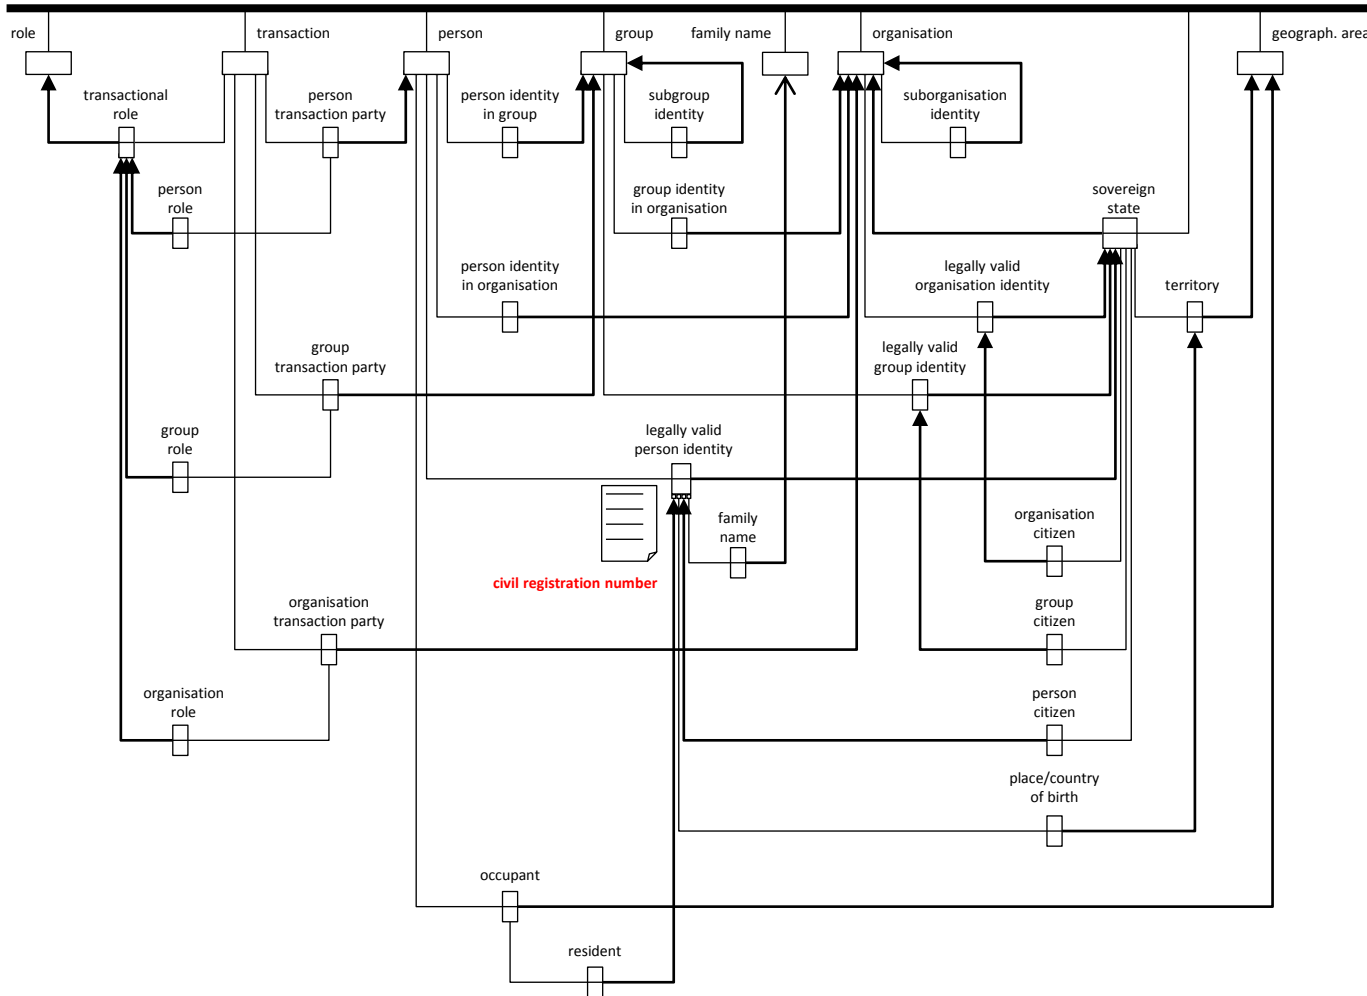 role
transaction
person
group
family name
organisation
geograph. area
transactional
role
person
transaction party
person identity
in group
subgroup
identity
suborganisation
identity
person
role
group identity
in organisation
sovereign
state
person identity
in organisation
legally valid
organisation identity
territory
group
transaction party
legally valid
group identity
group
role
legally valid
person identity
family
name
organisation
citizen
civil registration number
organisation
transaction party
group
citizen
organisation
role
person
citizen
place/country
of birth
occupant
resident